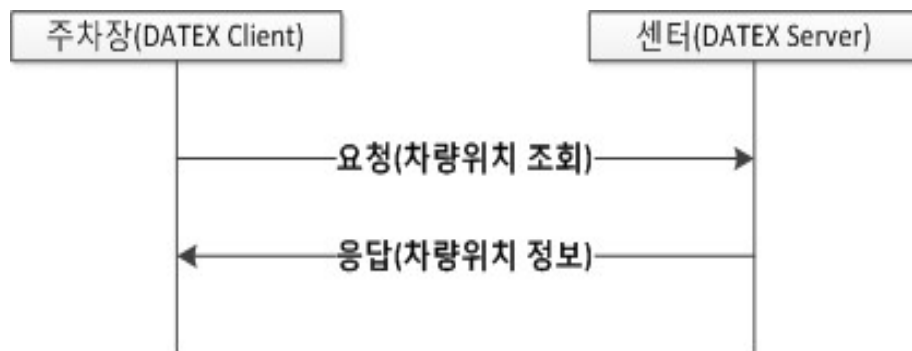 주차장(DATEX Client)
센터(DATEX Server)
요청(차량위치 조회)
응답(차량위치 정보)